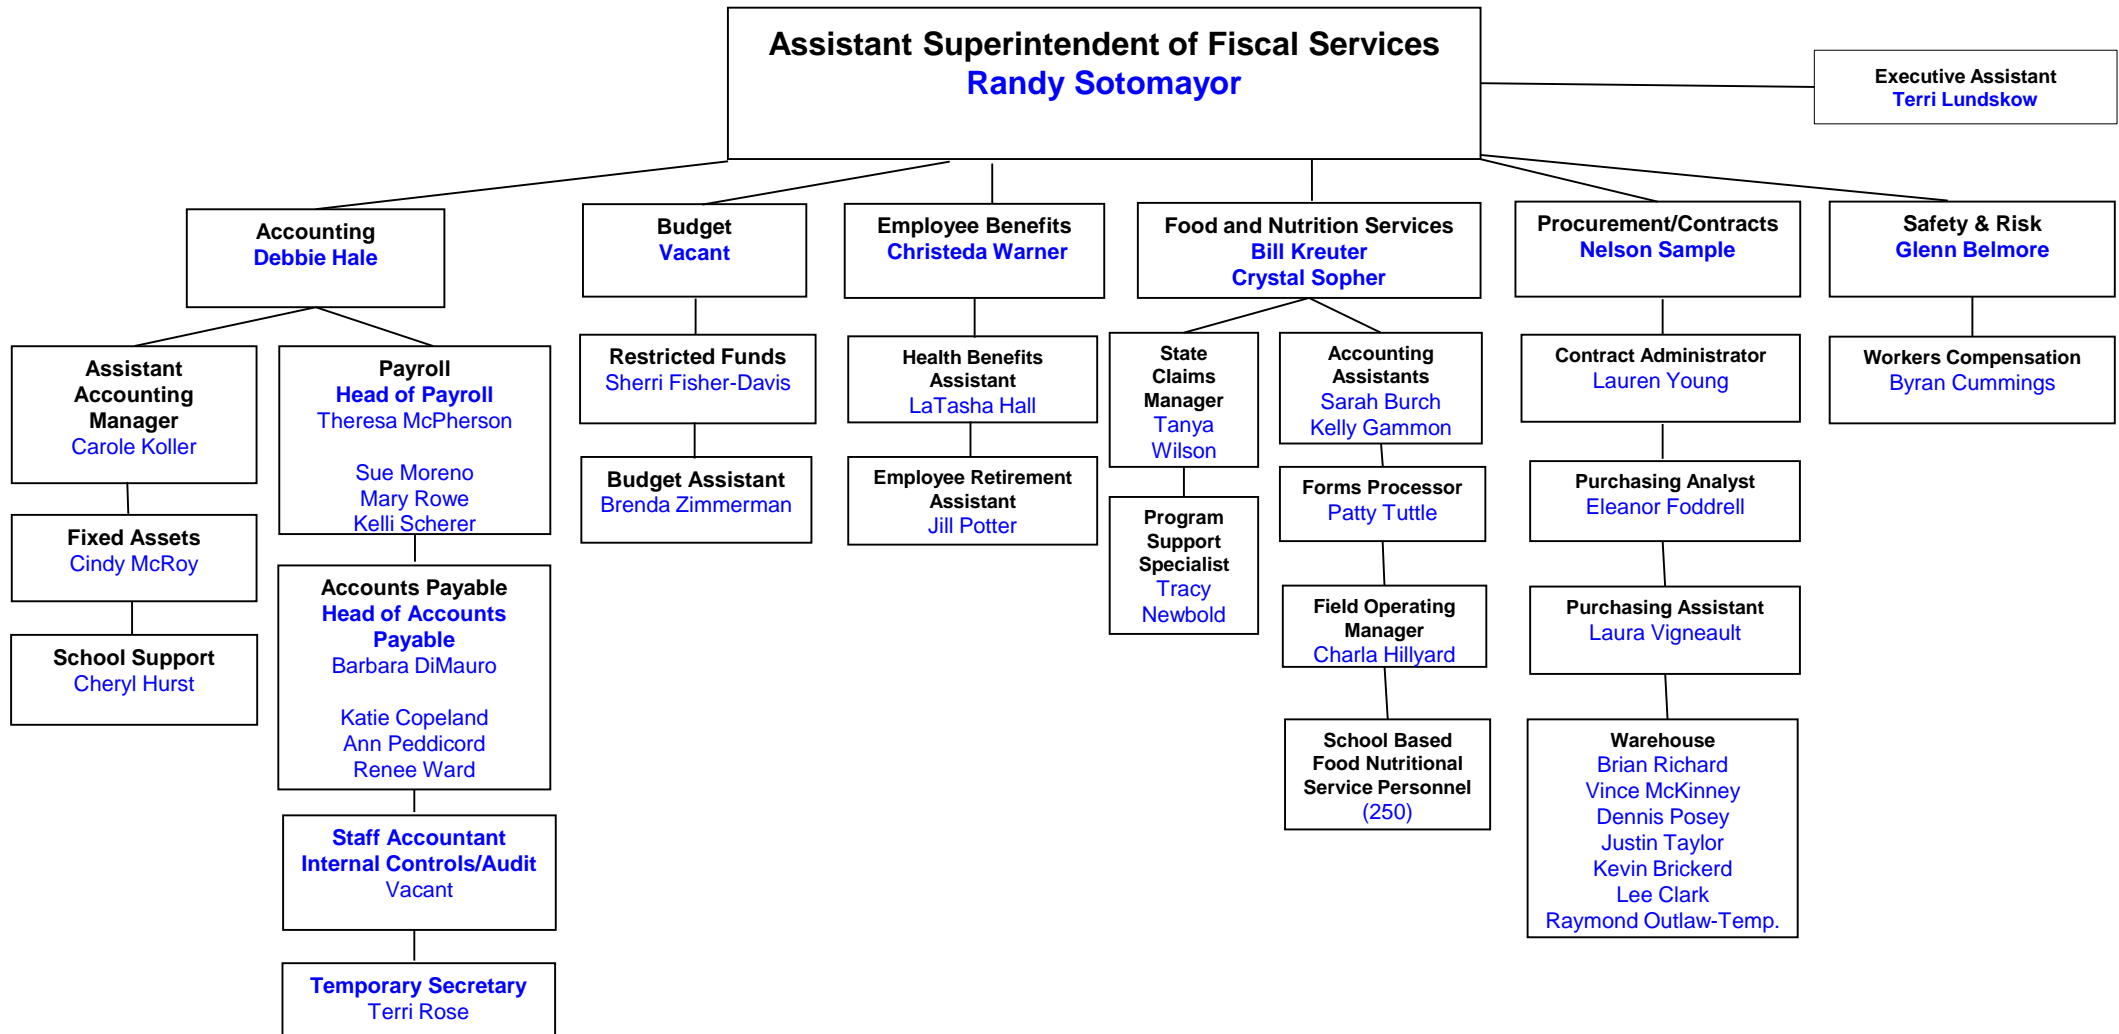 Assistant Superintendent of Fiscal Services
Randy Sotomayor
Executive Assistant
Terri Lundskow
Accounting
Debbie Hale
Budget
Vacant
Employee Benefits
Christeda Warner
Food and Nutrition Services
Bill Kreuter
Crystal Sopher
Procurement/Contracts
Nelson Sample
Safety & Risk
Glenn Belmore
Assistant
Accounting
Manager
Carole Koller
Fixed Assets
Cindy McRoy
School Support
Cheryl Hurst
Payroll
Head of Payroll
Theresa McPherson
Sue Moreno
Mary Rowe
Kelli Scherer
Accounts Payable
Head of Accounts
Payable
Barbara DiMauro
Katie Copeland
Ann Peddicord
Renee Ward
Staff Accountant
Internal Controls/Audit
Vacant
Temporary Secretary
Terri Rose
Restricted Funds
Sherri Fisher-Davis
Budget Assistant
Brenda Zimmerman
Health Benefits
Assistant
LaTasha Hall
Employee Retirement
Assistant
Jill Potter
State
Claims
Manager
Tanya
Wilson
Program
Support
Specialist
Tracy
Newbold
Accounting
Assistants
Sarah Burch
Kelly Gammon
Forms Processor
Patty Tuttle
Field Operating
Manager
Charla Hillyard
School Based
Food Nutritional
Service Personnel
(250)
Contract Administrator
Lauren Young
Purchasing Analyst
Eleanor Foddrell
Purchasing Assistant
Laura Vigneault
Warehouse
Brian Richard
Vince McKinney
Dennis Posey
Justin Taylor
Kevin Brickerd
Lee Clark
Raymond Outlaw-Temp.
Workers Compensation
Byran Cummings